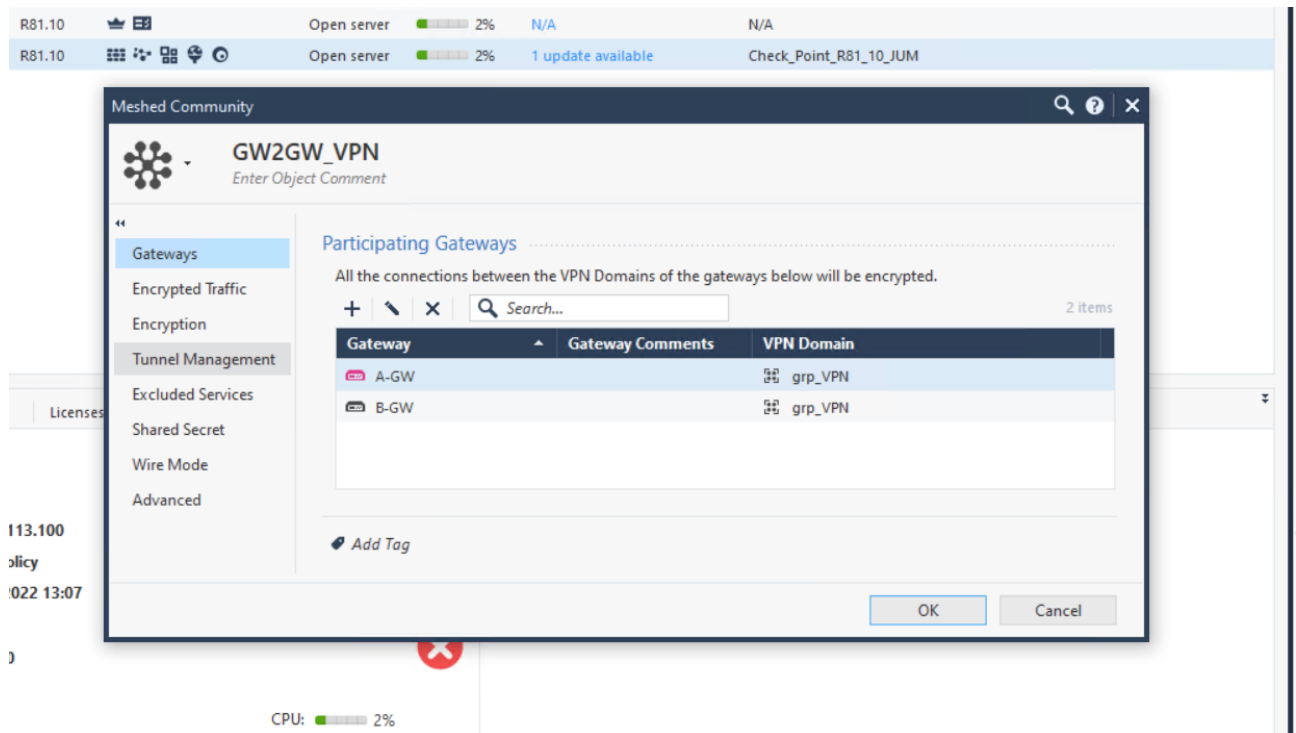 R81.10 Open server 2% N/A N/A
R81.10 Open server 2% 1 update available Check_Point_R81_10_JUM
Meshed Community
GW2GW_VPN
Enter Object Comment
Gateways
Encrypted Traffic
Encryption
Tunnel Management
Excluded Services
Shared Secret
Wire Mode
Advanced
Participating Gateways
All the connections between the VPN Domains of the gateways below will be encrypted.
Search...
2 items
Gateway Gateway Comments VPN Domain
A-GW grp_VPN
B-GW grp_VPN
Add Tag
OK Cancel
Licenses
113.100
olicy
2022 13:07
0
CPU: 2%